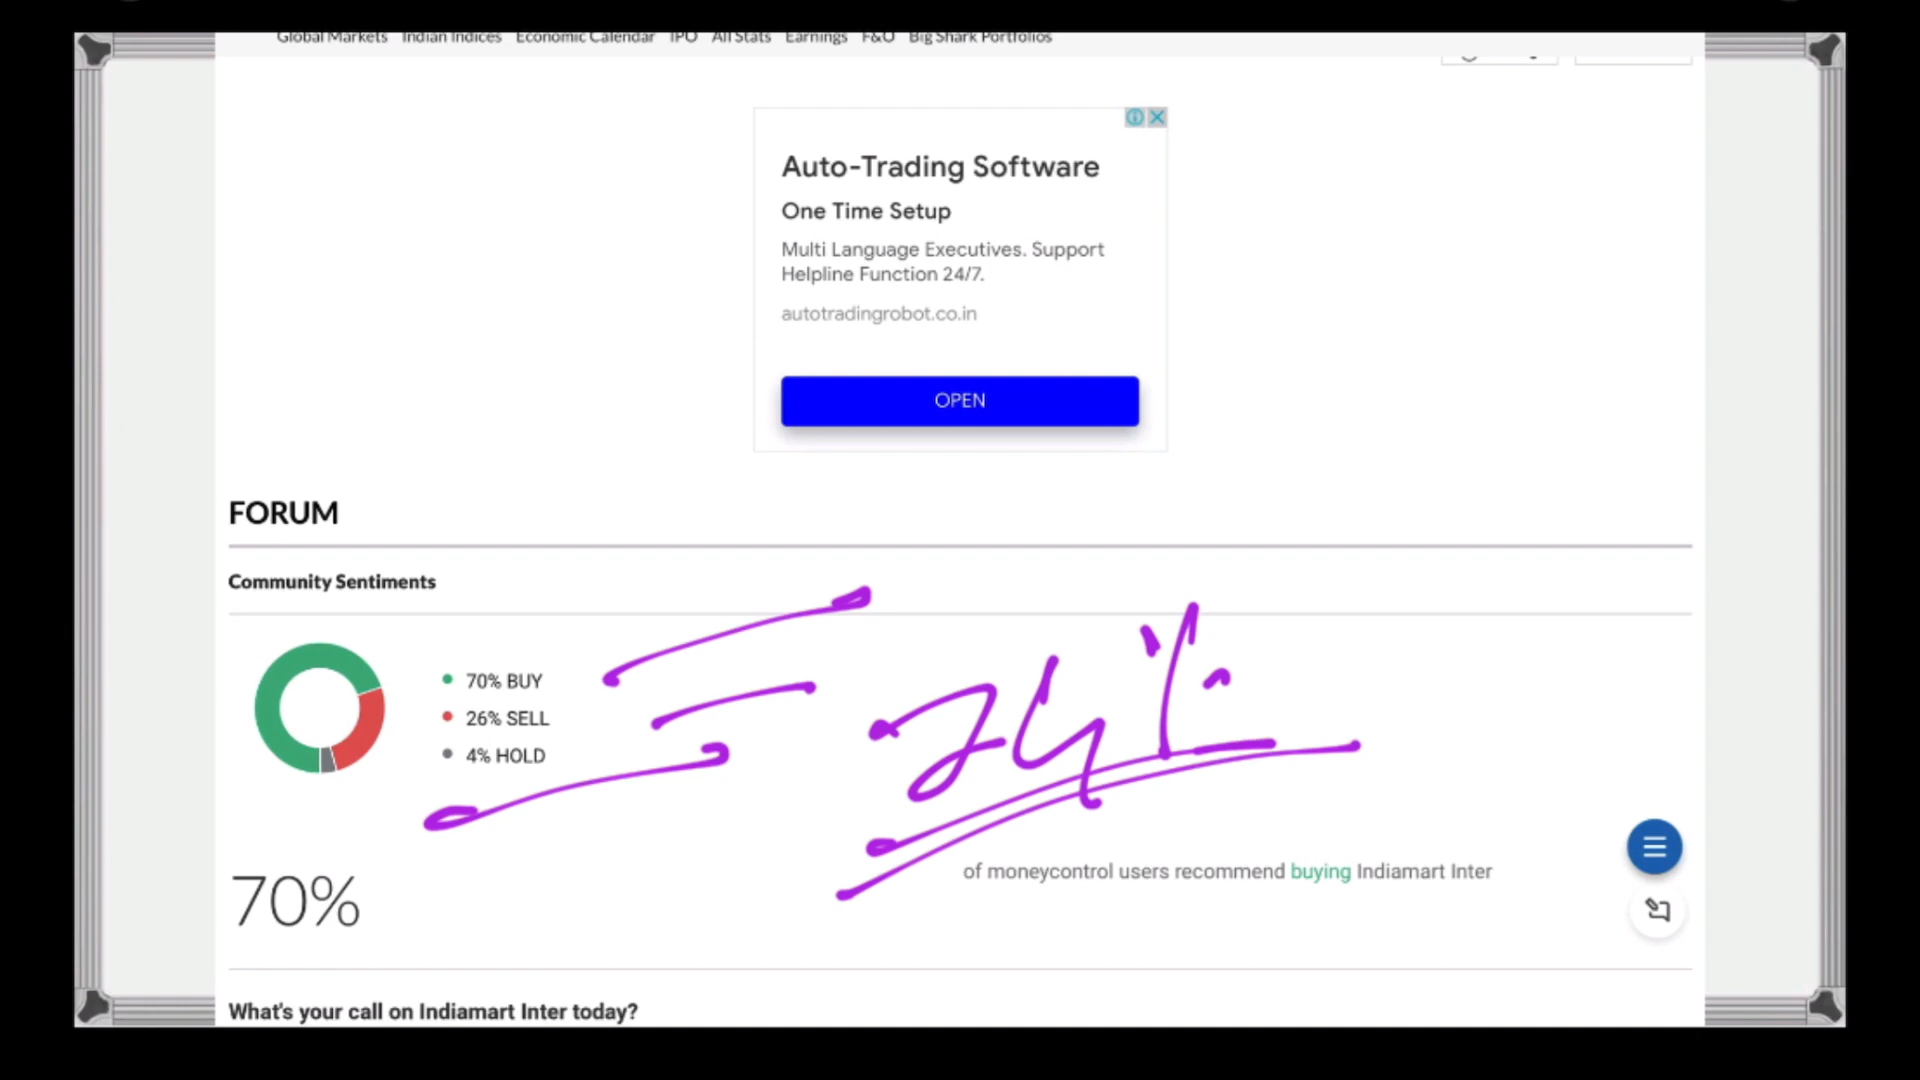 Global Markets Indian Indices Economic Calendar IPO All Stats Earnings F&O Big Shark Portfolios
Auto-Trading Software
One Time Setup
Multi Language Executives. Support
Helpline Function 24/7.
autotradingrobot.co.in
OPEN
FORUM
Community Sentiments
70% BUY
26% SELL
4% HOLD
24%
70%
of moneycontrol users recommend buying Indiamart Inter
What's your call on Indiamart Inter today?